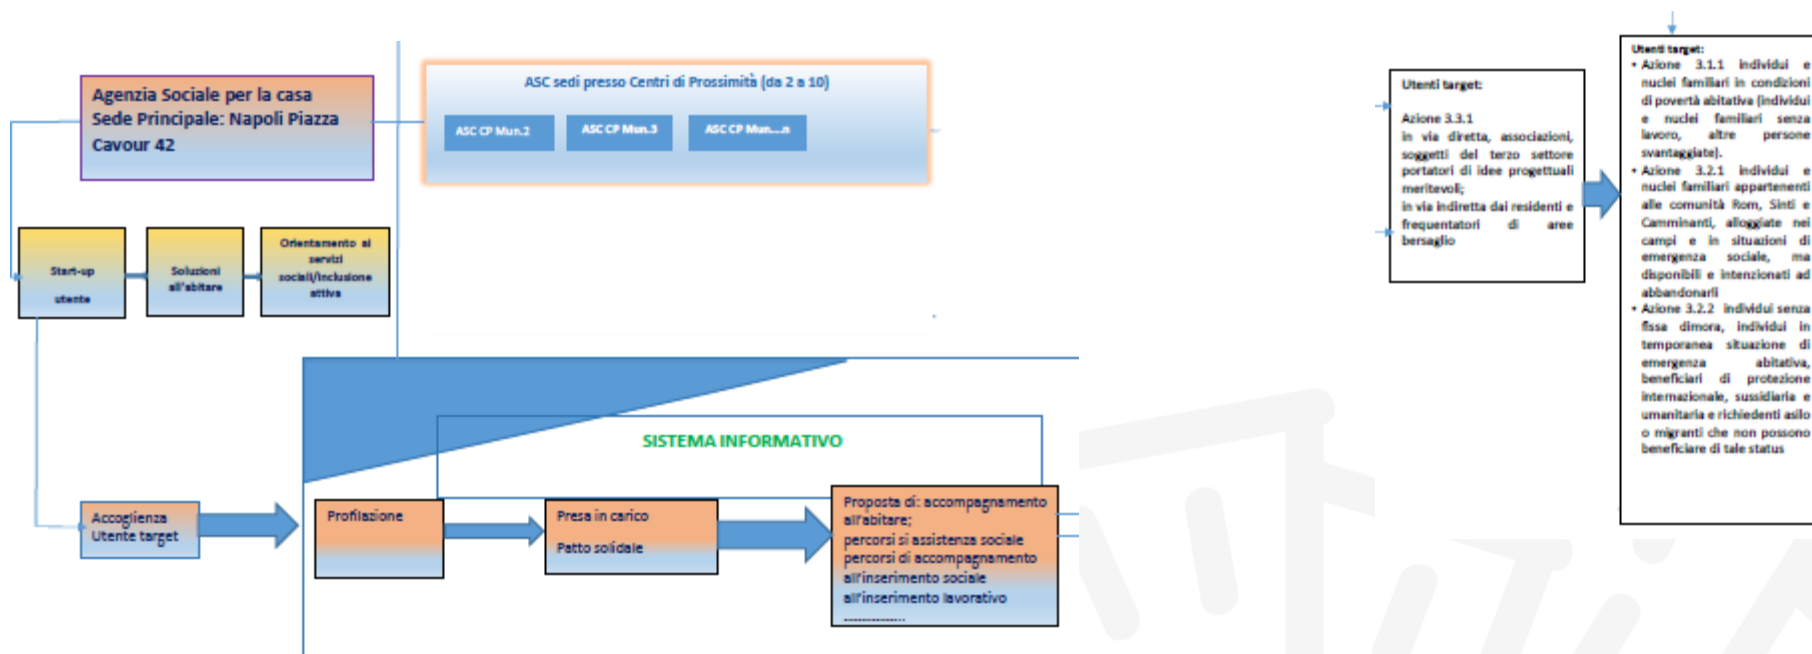 Agenzia Sociale per la casa
Sede Principale: Napoli Piazza
Cavour 42
ASC sedi presso Centri di Prossimità (da 2 a 10)
ASC CP Mun.2
ASC CP Mun.3
ASC CP Mun....n
Start-up
utente
Soluzioni
all'abitare
Orientamento ai
servizi
sociali/inclusione
attiva
SISTEMA INFORMATIVO
Accoglienza
Utente target
Profilazione
Presa in carico
Patto solidale
Proposta di: accompagnamento
all'abitare;
percorsi si assistenza sociale
percorsi di accompagnamento
all'inserimento sociale
all'inserimento lavorativo
................
Utenti target:
Azione 3.3.1
in via diretta, associazioni,
soggetti del terzo settore
portatori di idee progettuali
meritevoli;
in via indiretta dai residenti e
frequentatori di aree
bersaglio
Utenti target:
• Azione 3.1.1 individui e
nuclei familiari in condizioni
di povertà abitativa (individui
e nuclei familiari senza
lavoro, altre persone
svantaggiate).
• Azione 3.2.1 individui e
nuclei familiari appartenenti
alle comunità Rom, Sinti e
Camminanti, alloggiate nei
campi e in situazioni di
emergenza sociale, ma
disponibili e intenzionati ad
abbandonarli
• Azione 3.2.2 individui senza
fissa dimora, individui in
temporanea situazione di
emergenza abitativa,
beneficiari di protezione
internazionale, sussidiaria e
umanitaria e richiedenti asilo
o migranti che non possono
beneficiare di tale status